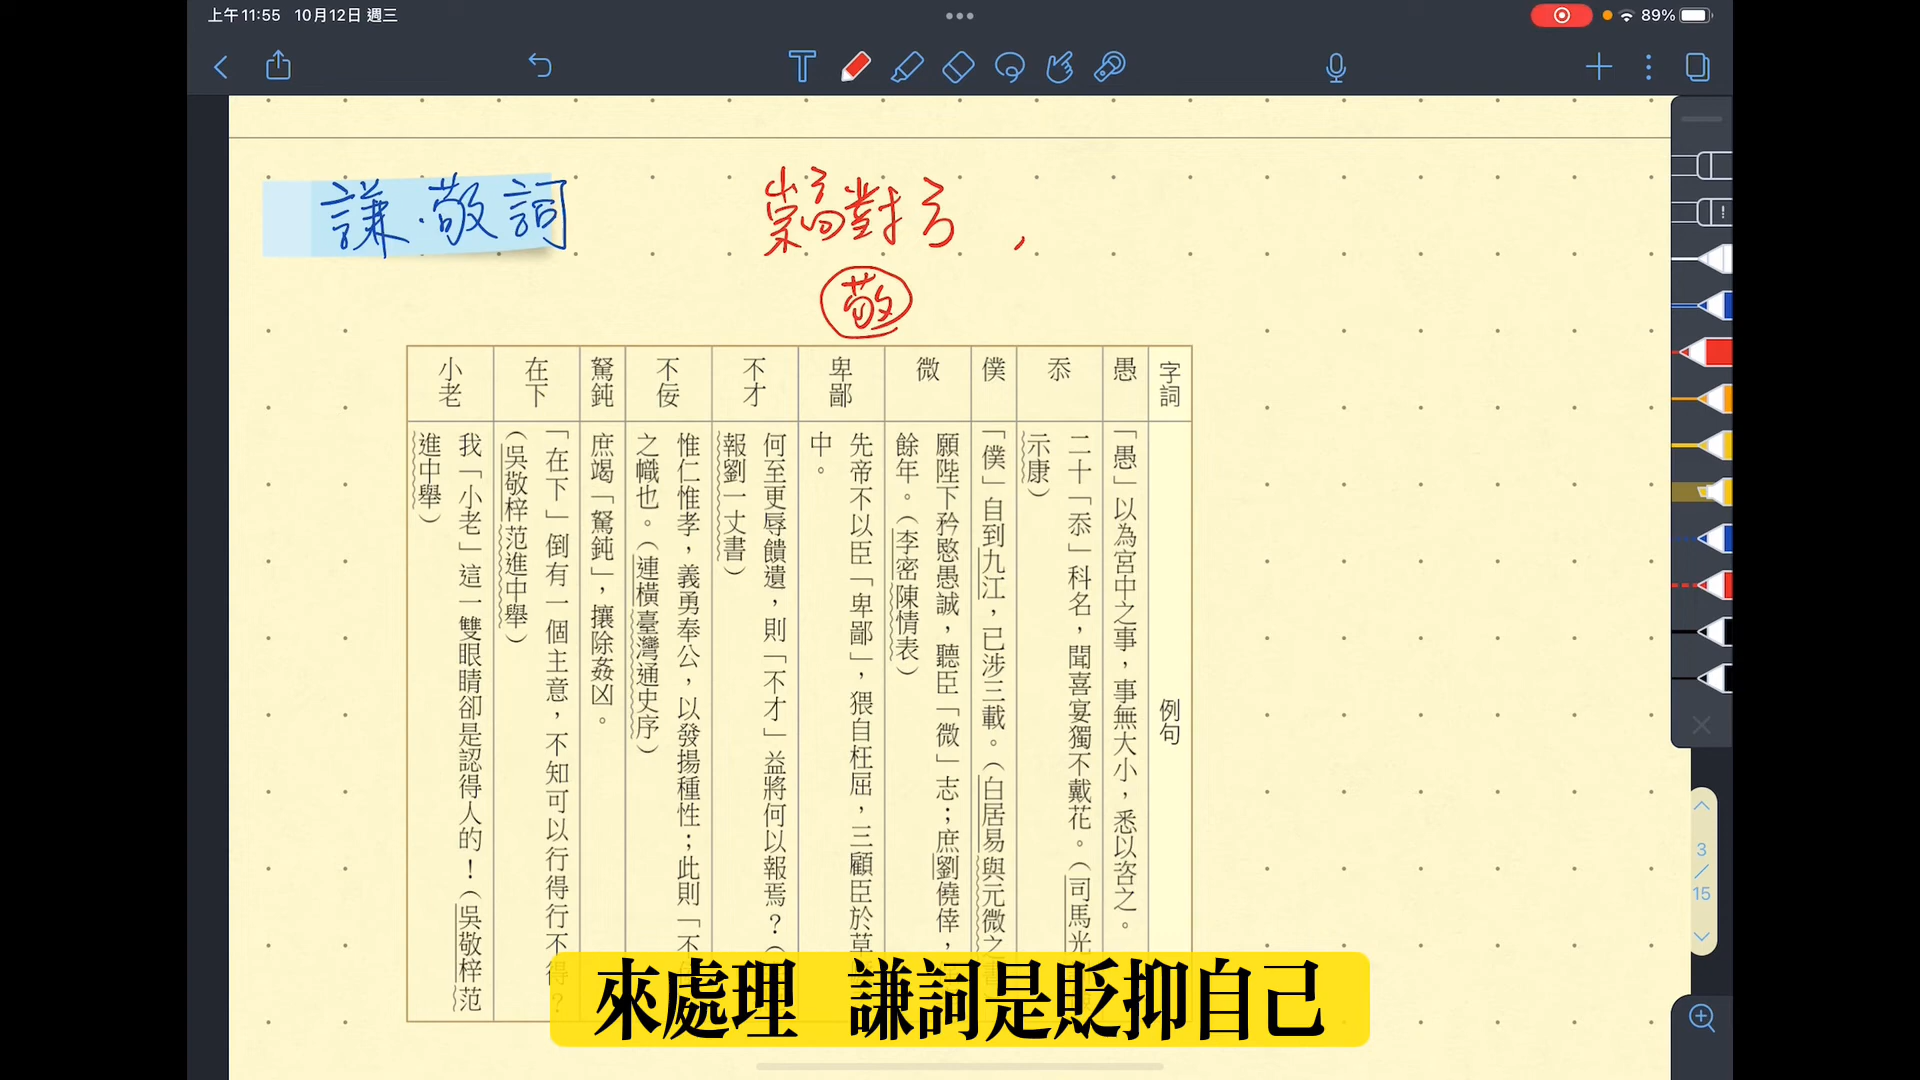 上午11:55 10月12日 週三
89%
謙．敬詞
崇高對方，
敬
字詞
例句
愚
「愚」以為宮中之事，事無大小，悉以咨之。
忝
二十「忝」科名，聞喜宴獨不戴花。（司馬光
示康）
僕
「僕」自到九江，已涉三載。（白居易與元微之書
微
願陛下矜愍愚誠，聽臣「微」志；庶劉僥倖，
餘年。（李密陳情表）
卑鄙
先帝不以臣「卑鄙」，猥自枉屈，三顧臣於草
中。
不才
何至更辱饋遺，則「不才」益將何以報焉？（
報劉一丈書）
不佞
惟仁惟孝，義勇奉公，以發揚種性；此則「不
之幟也。（連橫臺灣通史序）
駑鈍
庶竭「駑鈍」，攘除姦凶。
在下
「在下」倒有一個主意，不知可以行得行不得？
（吳敬梓范進中舉）
小老
我「小老」這一雙眼睛卻是認得人的！（吳敬梓范
進中舉）
3
/
15
來處理 謙詞是貶抑自己